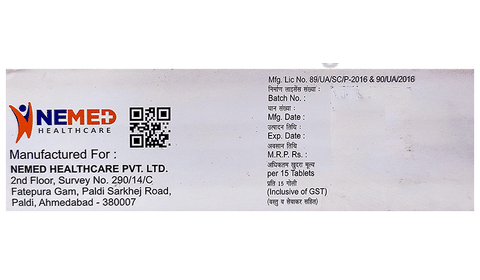 NEMED
HEALTHCARE
Manufactured For :
NEMED HEALTHCARE PVT. LTD.
2nd Floor, Survey No. 290/14/C
Fatepura Gam, Paldi Sarkhej Road,
Paldi, Ahmedabad - 380007
Mfg. Lic No. 89/UA/SC/P-2016 & 90/UA/2016
निर्माण लाइसेंस संख्या :
Batch No. :
घान संख्या :
Mfg. Date :
उत्पादन तिथि :
Exp. Date :
अवसान तिथि :
M.R.P. Rs. :
अधिकतम खुदरा मूल्य
per 15 Tablets
प्रति 15 गोली
(Inclusive of GST)
(वस्तु व सेवाकर सहित)